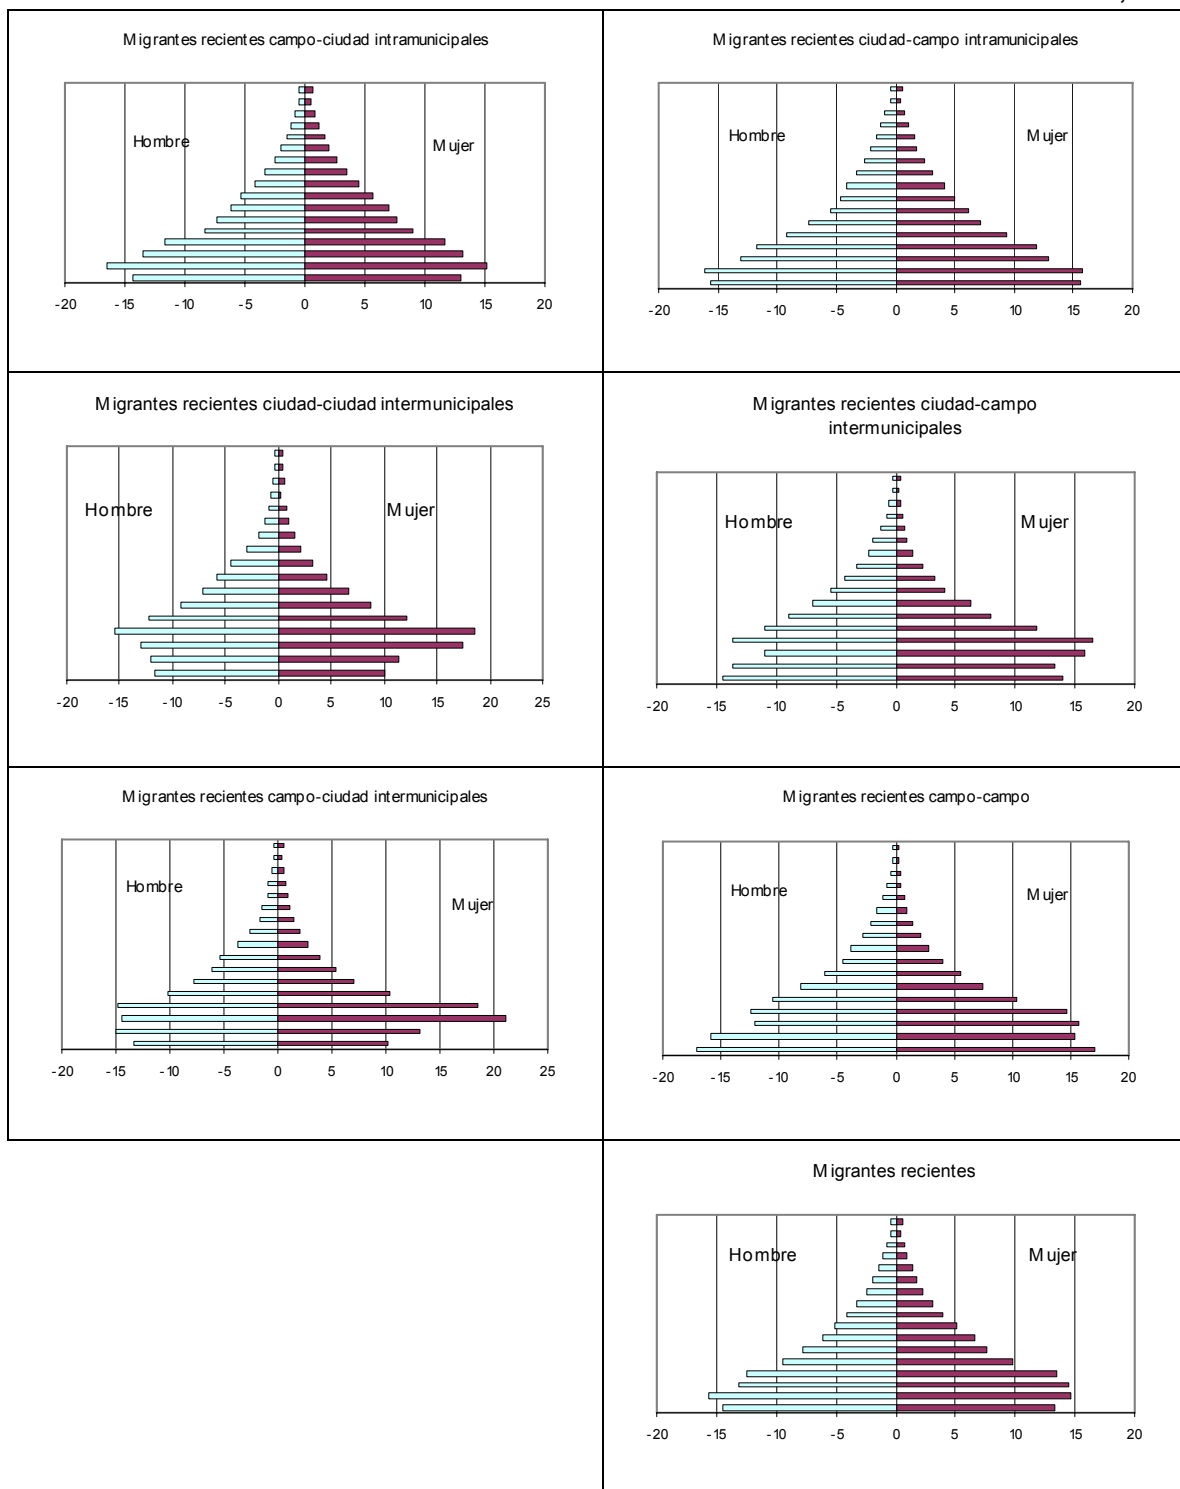 Migrantes recientes campo-ciudad intramunicipales
Hombre
Mujer
-20 -15 -10 -5 0 5 10 15 20
Migrantes recientes ciudad-campo intramunicipales
Hombre
Mujer
-20 -15 -10 -5 0 5 10 15 20
Migrantes recientes ciudad-ciudad intermunicipales
Hombre
Mujer
-20 -15 -10 -5 0 5 10 15 20 25
Migrantes recientes ciudad-campo
intermunicipales
Hombre
Mujer
-20 -15 -10 -5 0 5 10 15 20
Migrantes recientes campo-ciudad intermunicipales
Hombre
Mujer
-20 -15 -10 -5 0 5 10 15 20 25
Migrantes recientes campo-campo
Hombre
Mujer
-20 -15 -10 -5 0 5 10 15 20
Migrantes recientes
Hombre
Mujer
-20 -15 -10 -5 0 5 10 15 20